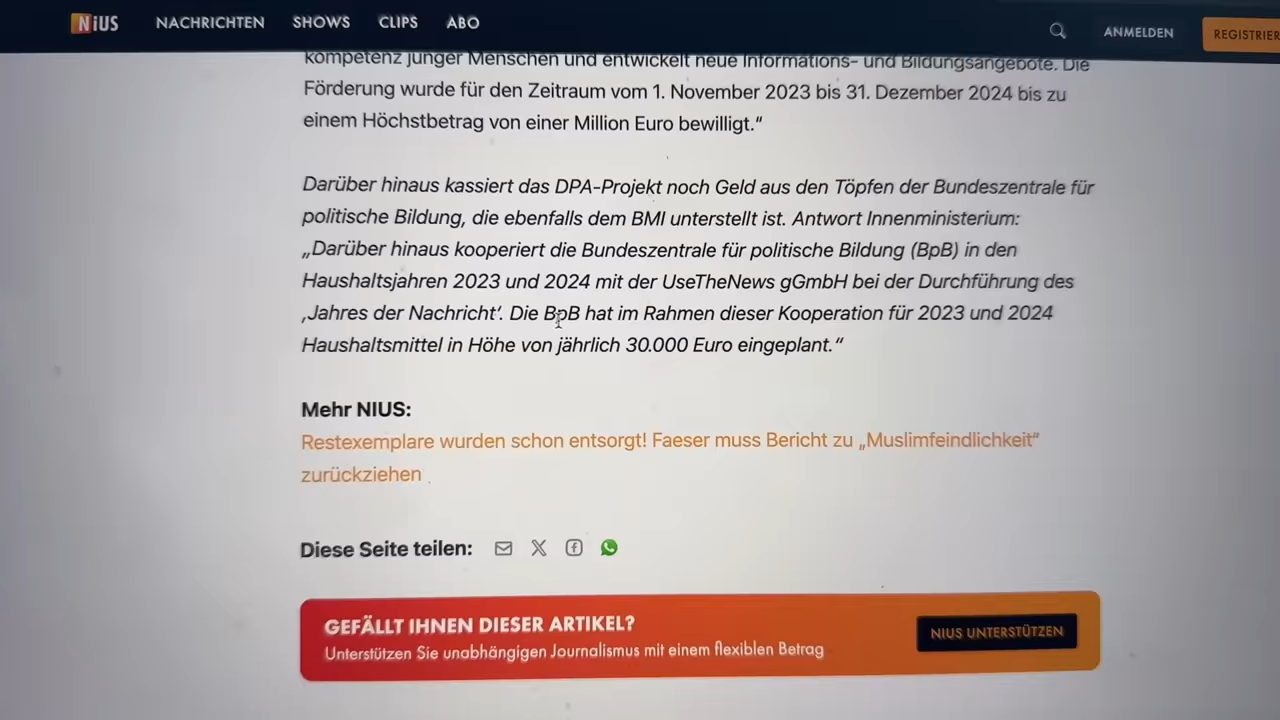 NiUS NACHRICHTEN SHOWS CLIPS ABO ANMELDEN REGISTRIER
kompetenz junger Menschen und entwickelt neue Informations- und Bildungsangebote. Die
Förderung wurde für den Zeitraum vom 1. November 2023 bis 31. Dezember 2024 bis zu
einem Höchstbetrag von einer Million Euro bewilligt.“
Darüber hinaus kassiert das DPA-Projekt noch Geld aus den Töpfen der Bundeszentrale für
politische Bildung, die ebenfalls dem BMI unterstellt ist. Antwort Innenministerium:
„Darüber hinaus kooperiert die Bundeszentrale für politische Bildung (BpB) in den
Haushaltsjahren 2023 und 2024 mit der UseTheNews gGmbH bei der Durchführung des
‚Jahres der Nachricht‘. Die BpB hat im Rahmen dieser Kooperation für 2023 und 2024
Haushaltsmittel in Höhe von jährlich 30.000 Euro eingeplant.“
Mehr NIUS:
Restexemplare wurden schon entsorgt! Faeser muss Bericht zu „Muslimfeindlichkeit“
zurückziehen
Diese Seite teilen:
GEFÄLLT IHNEN DIESER ARTIKEL?
Unterstützen Sie unabhängigen Journalismus mit einem flexiblen Betrag
NIUS UNTERSTÜTZEN